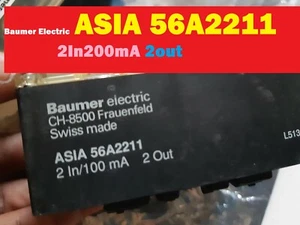 Baumer Electric ASIA 56A2211
2In200mA 2out
Baumer electric
CH-8500 Frauenfeld
Swiss made
ASIA 56A2211
2 In/100 mA 2 Out
L513